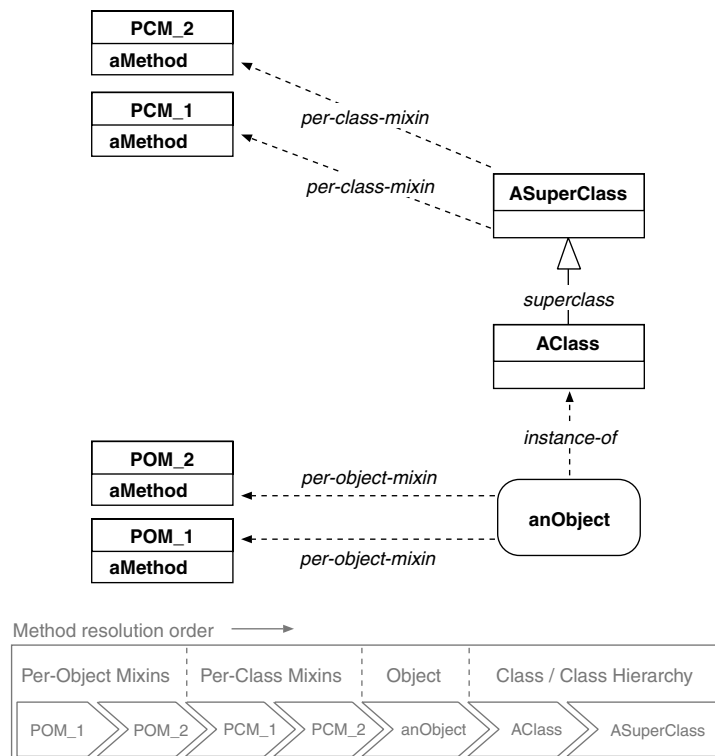 PCM_2
aMethod
PCM_1
aMethod
per-class-mixin
per-class-mixin
ASuperClass
superclass
AClass
instance-of
POM_2
aMethod
POM_1
aMethod
per-object-mixin
per-object-mixin
anObject
Method resolution order
Per-Object Mixins Per-Class Mixins Object Class / Class Hierarchy
POM_1 POM_2 PCM_1 PCM_2 anObject AClass ASuperClass